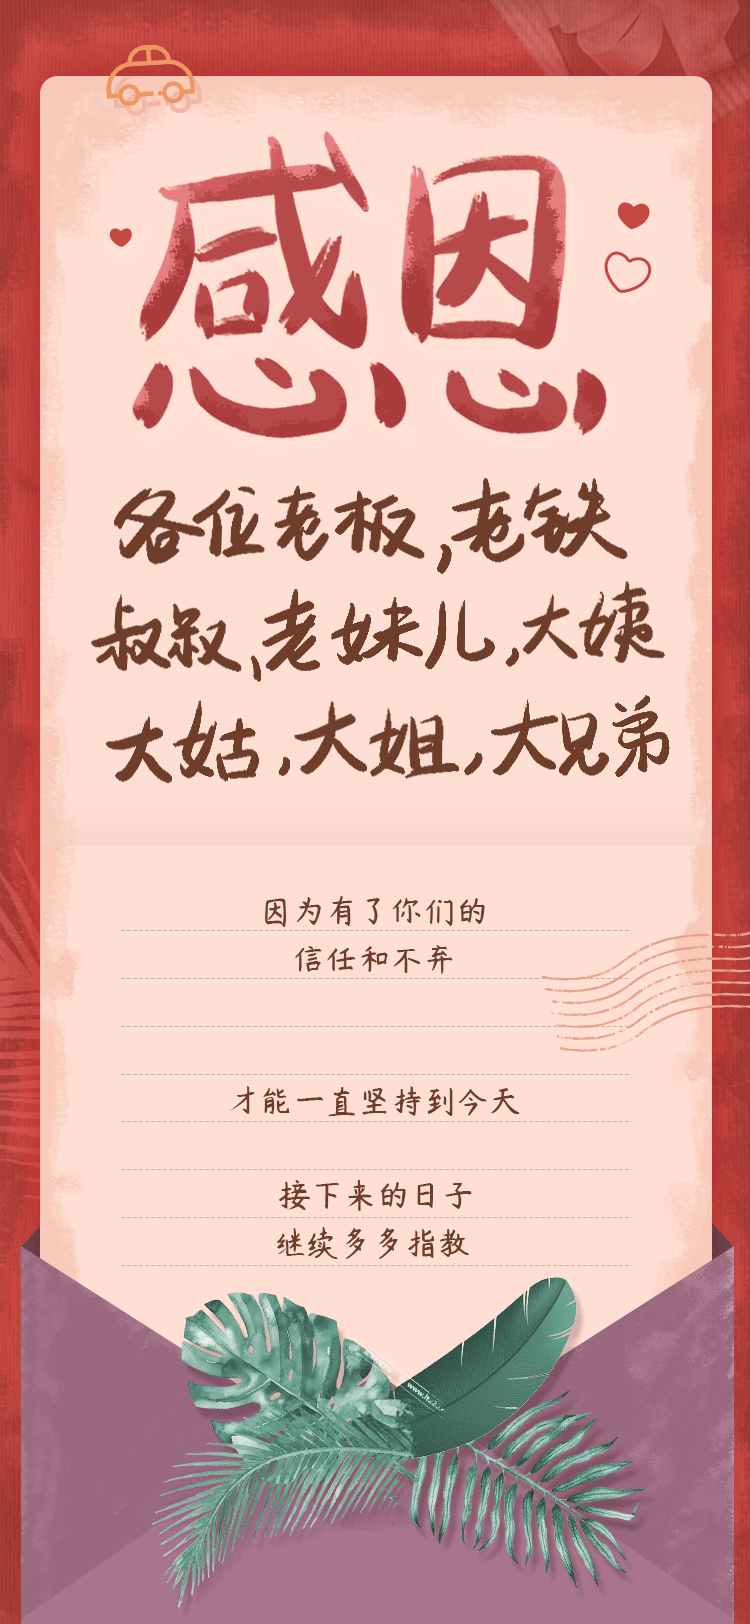 感恩
各位老板,老铁
叔叔,老妹儿,大姨
大姑,大姐,大兄弟
因为有了你们的
信任和不弃
才能一直坚持到今天
接下来的日子
继续多多指教